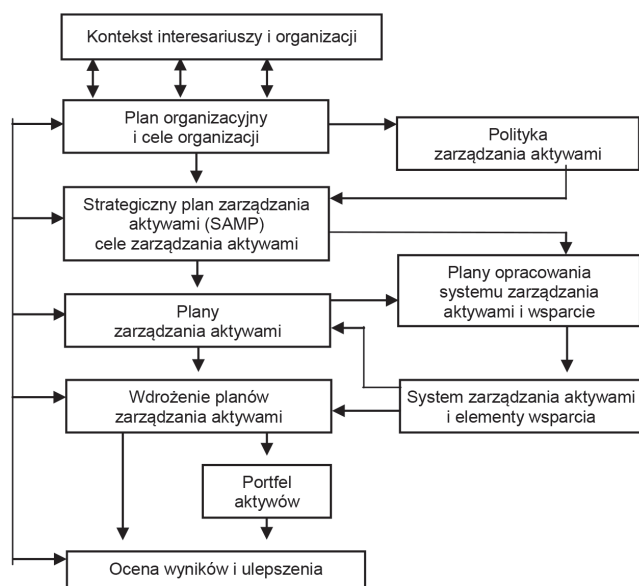 Kontekst interesariuszy i organizacji
Plan organizacyjny
i cele organizacji
Polityka
zarządzania aktywami
Strategiczny plan zarządzania
aktywami (SAMP)
cele zarządzania aktywami
Plany opracowania
systemu zarządzania
aktywami i wsparcie
Plany
zarządzania aktywami
Wdrożenie planów
zarządzania aktywami
System zarządzania aktywami
i elementy wsparcia
Portfel
aktywów
Ocena wyników i ulepszenia